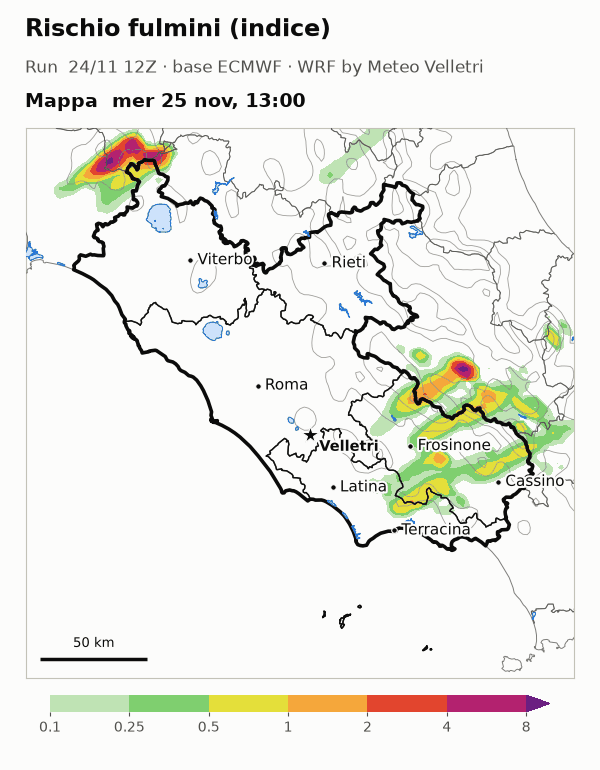 Rischio fulmini (indice)
Run  24/11 12Z · base ECMWF · WRF by Meteo Velletri
Mappa  mer 25 nov, 13:00
Viterbo
Rieti
Roma
Velletri
Frosinone
Latina
Cassino
Terracina
50 km
0.1 0.25 0.5 1 2 4 8